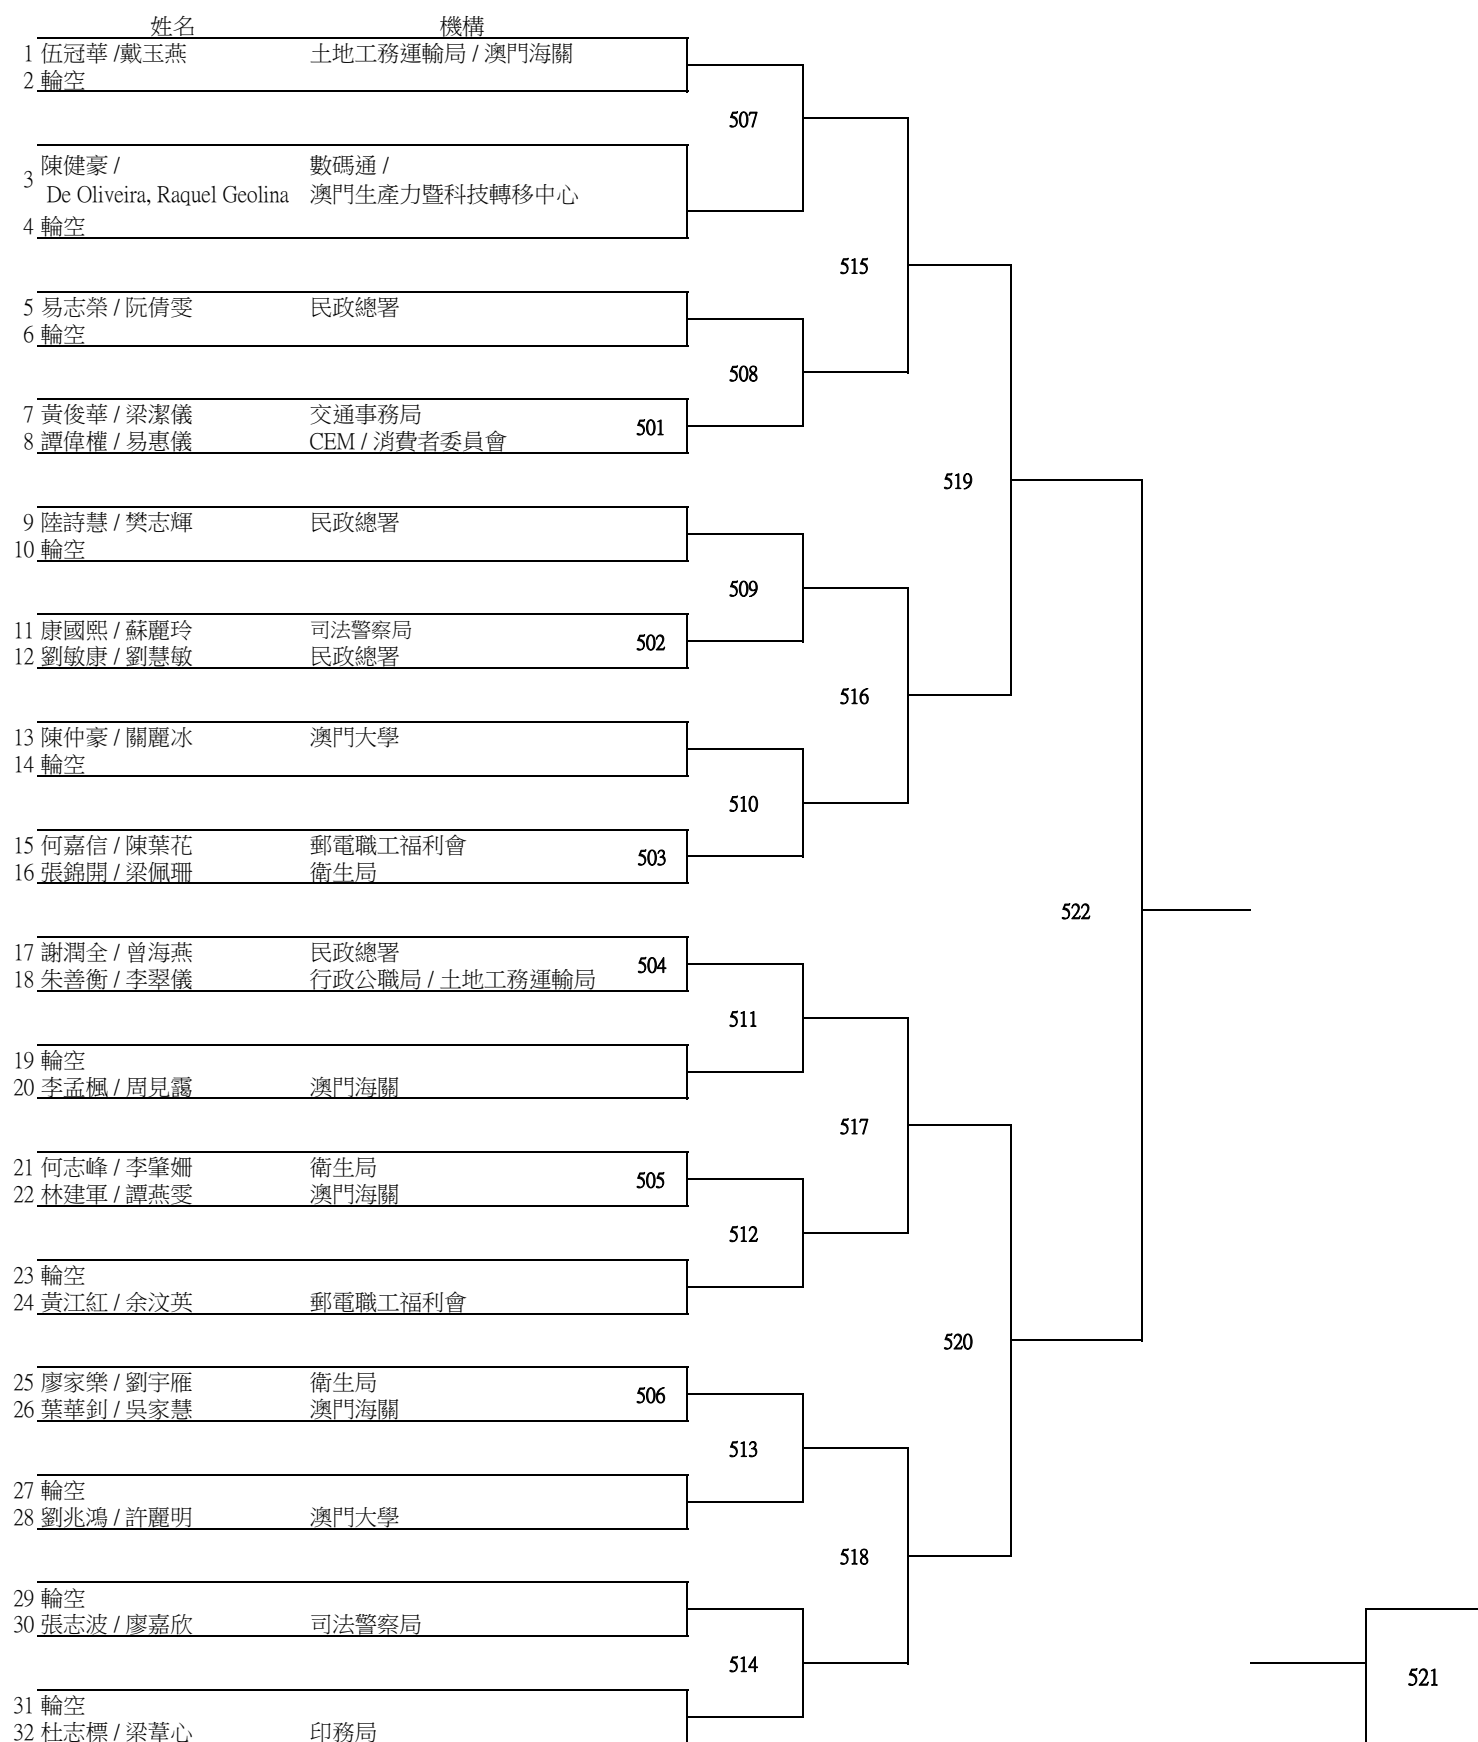 姓名 機構
1 伍冠華 /戴玉燕 土地工務運輸局 / 澳門海關
2 輪空
507
3 陳健豪 / 數碼通 /
De Oliveira, Raquel Geolina 澳門生產力暨科技轉移中心
4 輪空
515
5 易志榮 / 阮倩雯 民政總署
6 輪空
508
7 黃俊華 / 梁潔儀 交通事務局
501
8 譚偉權 / 易惠儀 CEM / 消費者委員會
519
9 陸詩慧 / 樊志輝 民政總署
10 輪空
509
11 康國熙 / 蘇麗玲 司法警察局
502
12 劉敏康 / 劉慧敏 民政總署
516
13 陳仲豪 / 關麗冰 澳門大學
14 輪空
510
15 何嘉信 / 陳葉花 郵電職工福利會
503
16 張錦開 / 梁佩珊 衛生局
522
17 謝潤全 / 曾海燕 民政總署
504
18 朱善衡 / 李翠儀 行政公職局 / 土地工務運輸局
511
19 輪空
20 李孟楓 / 周見靄 澳門海關
517
21 何志峰 / 李肇姍 衛生局
505
22 林建軍 / 譚燕雯 澳門海關
512
23 輪空
24 黃江紅 / 余汶英 郵電職工福利會
520
25 廖家樂 / 劉宇雁 衛生局
506
26 葉華釗 / 吳家慧 澳門海關
513
27 輪空
28 劉兆鴻 / 許麗明 澳門大學
518
29 輪空
30 張志波 / 廖嘉欣 司法警察局
514
521
31 輪空
32 杜志標 / 梁葦心 印務局